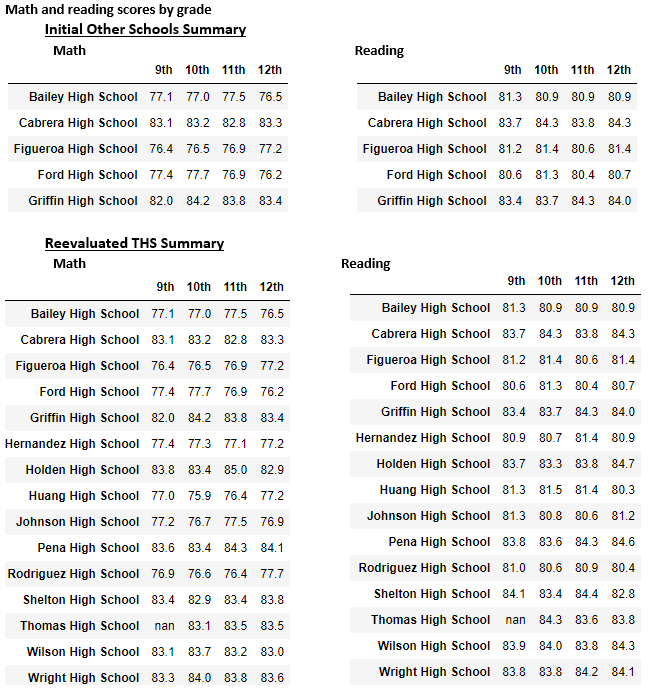 Math and reading scores by grade
Initial Other Schools Summary
Math
9th 10th 11th 12th
Bailey High School 77.1 77.0 77.5 76.5
Cabrera High School 83.1 83.2 82.8 83.3
Figueroa High School 76.4 76.5 76.9 77.2
Ford High School 77.4 77.7 76.9 76.2
Griffin High School 82.0 84.2 83.8 83.4
Reading
9th 10th 11th 12th
Bailey High School 81.3 80.9 80.9 80.9
Cabrera High School 83.7 84.3 83.8 84.3
Figueroa High School 81.2 81.4 80.6 81.4
Ford High School 80.6 81.3 80.4 80.7
Griffin High School 83.4 83.7 84.3 84.0
Reevaluated THS Summary
Math
9th 10th 11th 12th
Bailey High School 77.1 77.0 77.5 76.5
Cabrera High School 83.1 83.2 82.8 83.3
Figueroa High School 76.4 76.5 76.9 77.2
Ford High School 77.4 77.7 76.9 76.2
Griffin High School 82.0 84.2 83.8 83.4
Hernandez High School 77.4 77.3 77.1 77.2
Holden High School 83.8 83.4 85.0 82.9
Huang High School 77.0 75.9 76.4 77.2
Johnson High School 77.2 76.7 77.5 76.9
Pena High School 83.6 83.4 84.3 84.1
Rodriguez High School 76.9 76.6 76.4 77.7
Shelton High School 83.4 82.9 83.4 83.8
Thomas High School nan 83.1 83.5 83.5
Wilson High School 83.1 83.7 83.2 83.0
Wright High School 83.3 84.0 83.8 83.6
Reading
9th 10th 11th 12th
Bailey High School 81.3 80.9 80.9 80.9
Cabrera High School 83.7 84.3 83.8 84.3
Figueroa High School 81.2 81.4 80.6 81.4
Ford High School 80.6 81.3 80.4 80.7
Griffin High School 83.4 83.7 84.3 84.0
Hernandez High School 80.9 80.7 81.4 80.9
Holden High School 83.7 83.3 83.8 84.7
Huang High School 81.3 81.5 81.4 80.3
Johnson High School 81.3 80.8 80.6 81.2
Pena High School 83.8 83.6 84.3 84.6
Rodriguez High School 81.0 80.6 80.9 80.4
Shelton High School 84.1 83.4 84.4 82.8
Thomas High School nan 84.3 83.6 83.8
Wilson High School 83.9 84.0 83.8 84.3
Wright High School 83.8 83.8 84.2 84.1